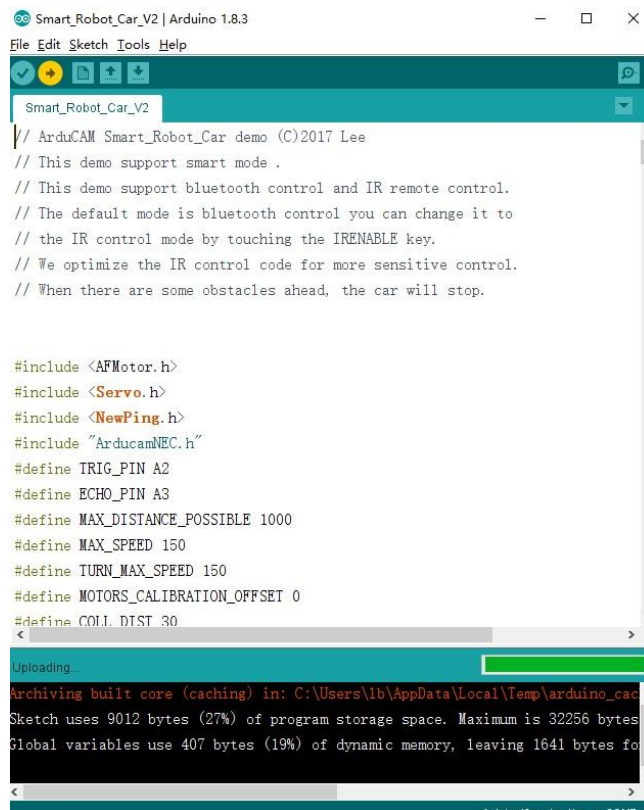 Smart_Robot_Car_V2 | Arduino 1.8.3
File Edit Sketch Tools Help
Smart_Robot_Car_V2
// ArduCAM Smart_Robot_Car demo (C)2017 Lee
// This demo support smart mode .
// This demo support bluetooth control and IR remote control.
// The default mode is bluetooth control you can change it to
// the IR control mode by touching the IRENABLE key.
// We optimize the IR control code for more sensitive control.
// When there are some obstacles ahead, the car will stop.
#include <AFMotor.h>
#include <Servo.h>
#include <NewPing.h>
#include "ArducamNEC.h"
#define TRIG_PIN A2
#define ECHO_PIN A3
#define MAX_DISTANCE_POSSIBLE 1000
#define MAX_SPEED 150
#define TURN_MAX_SPEED 150
#define MOTORS_CALIBRATION_OFFSET 0
#define COLL_DIST 30
Uploading...
Archiving built core (caching) in: C:\Users\lb\AppData\Local\Temp\arduino_cac
Sketch uses 9012 bytes (27%) of program storage space. Maximum is 32256 bytes
Global variables use 407 bytes (19%) of dynamic memory, leaving 1641 bytes fo